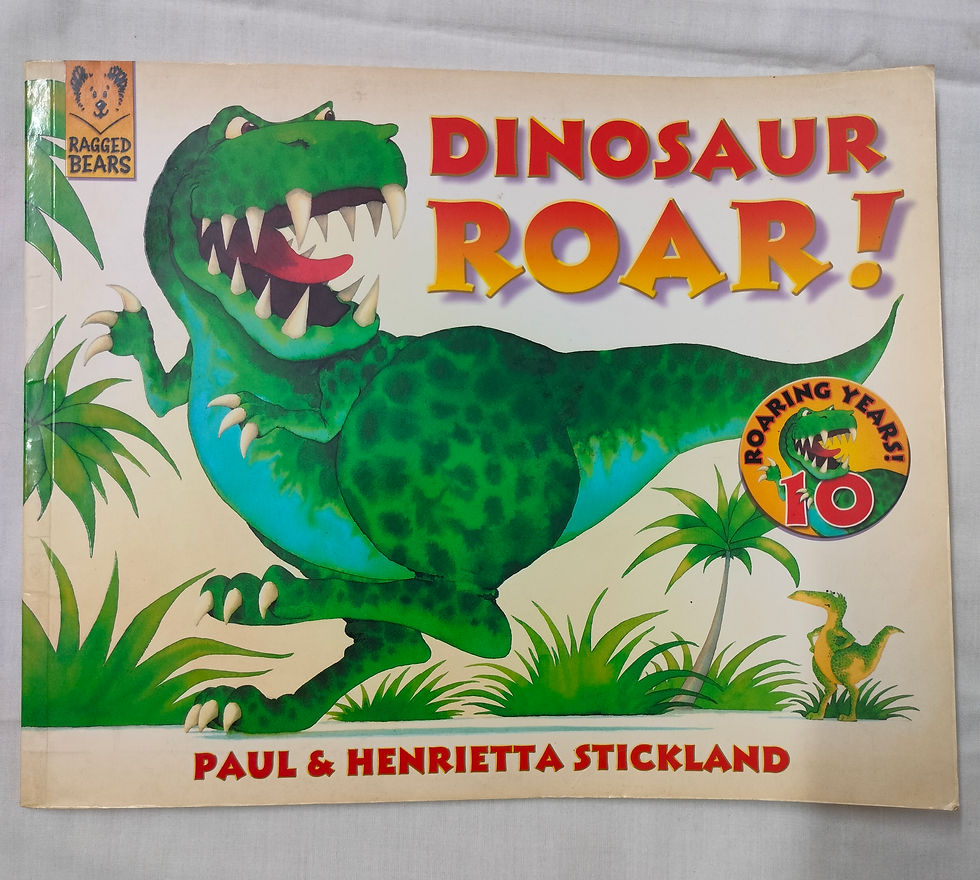 RAGGED
BEARS
DINOSAUR
ROAR!
ROARING YEARS!
10
PAUL & HENRIETTA STICKLAND